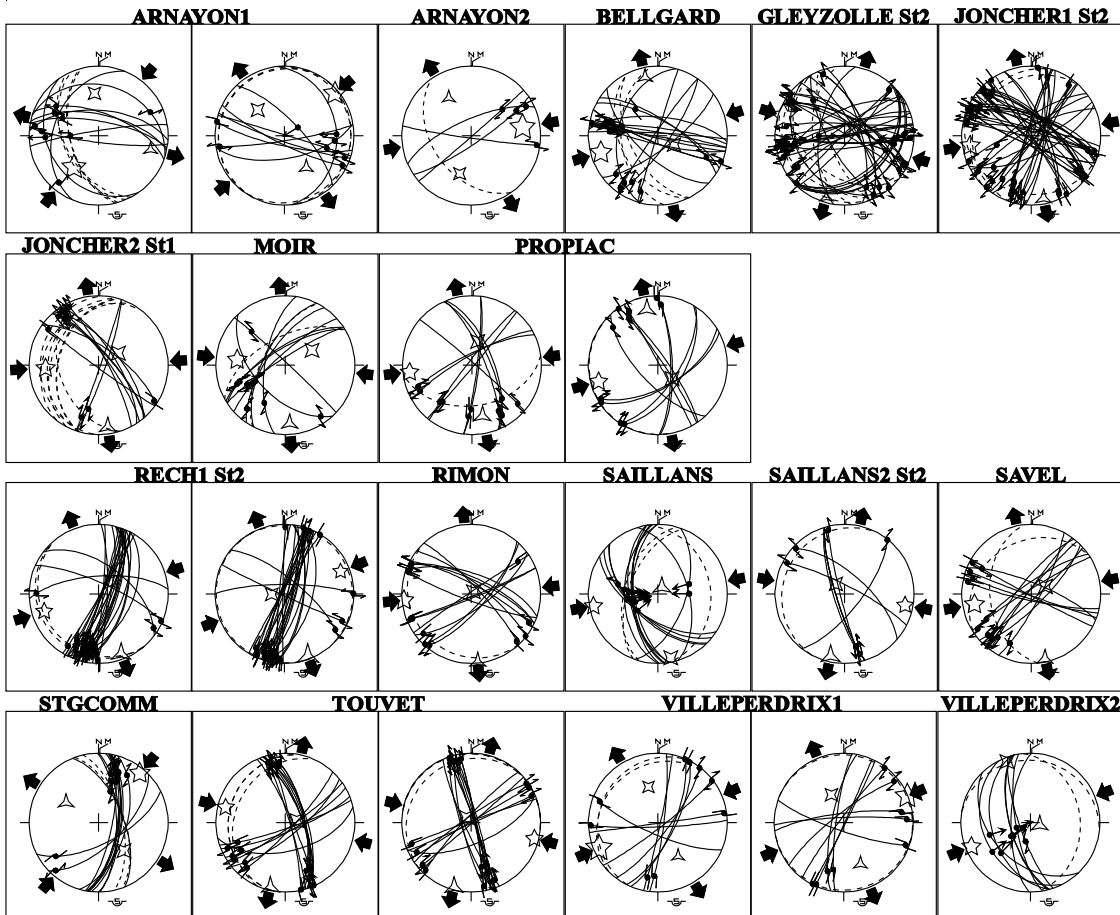 ARNAYON1 ARNAYON2 BELLGARD GLEYZOLLE St2 JONCHER1 St2
N M N M N M N M N M N M
S S S S S S
JONCHER2 St1 MOIR PROPIAC
N M N M N M N M
S S S S
RECH1 St2 RIMON SAILLANS SAILLANS2 St2 SAVEL
N M N M N M N M N M N M
S S S S S S
STGCOMM TOUVET VILLEPERDRIX1 VILLEPERDRIX2
N M N M N M N M N M N M
S S S S S S